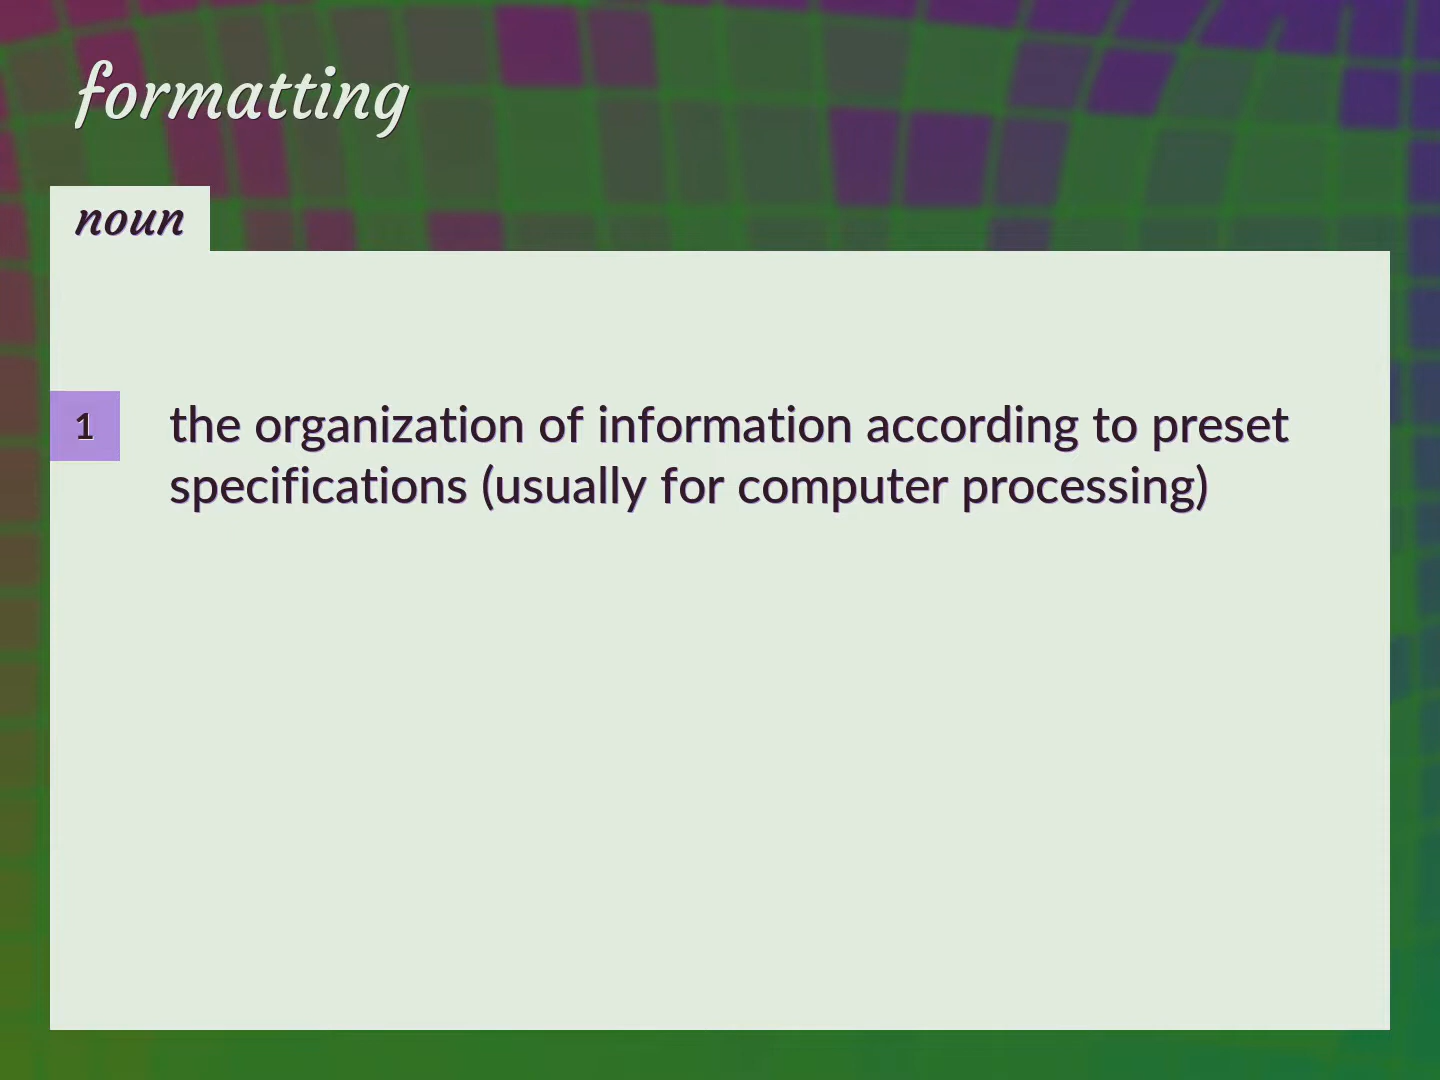 formatting
noun
1
the organization of information according to preset
specifications (usually for computer processing)